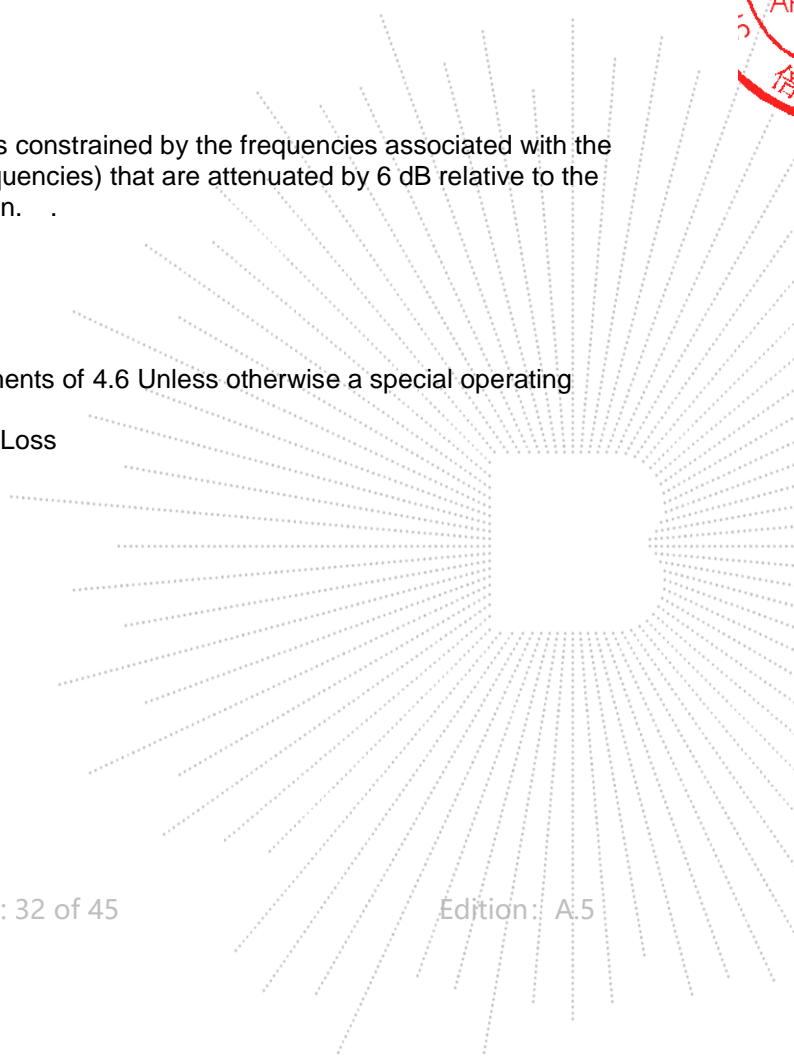 s constrained by the frequencies associated with the
quencies) that are attenuated by 6 dB relative to the
n. .
nents of 4.6 Unless otherwise a special operating
Loss
: 32 of 45 Edition: A.5